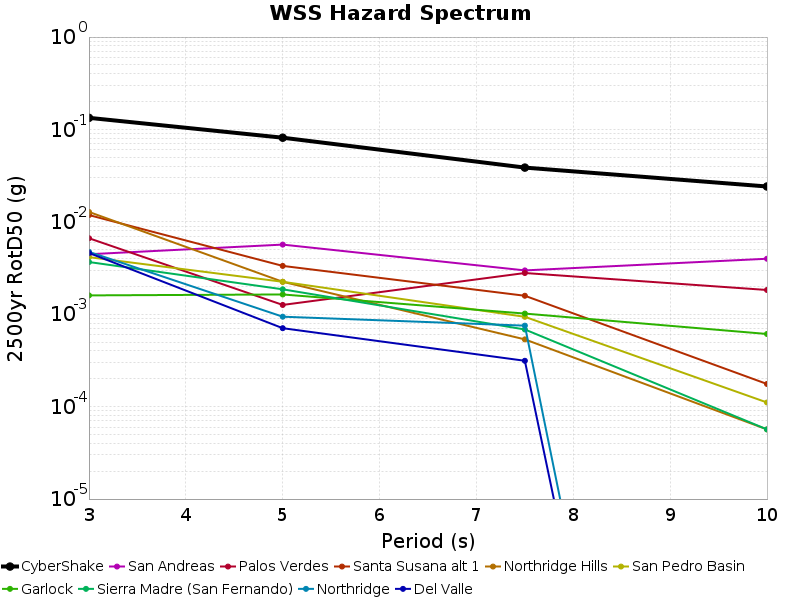 WSS Hazard Spectrum
2500yr RotD50 (g)
10^0
10^-1
10^-2
10^-3
10^-4
10^-5
3 4 5 6 7 8 9 10
Period (s)
CyberShake San Andreas Palos Verdes Santa Susana alt 1 Northridge Hills San Pedro Basin
Garlock Sierra Madre (San Fernando) Northridge Del Valle